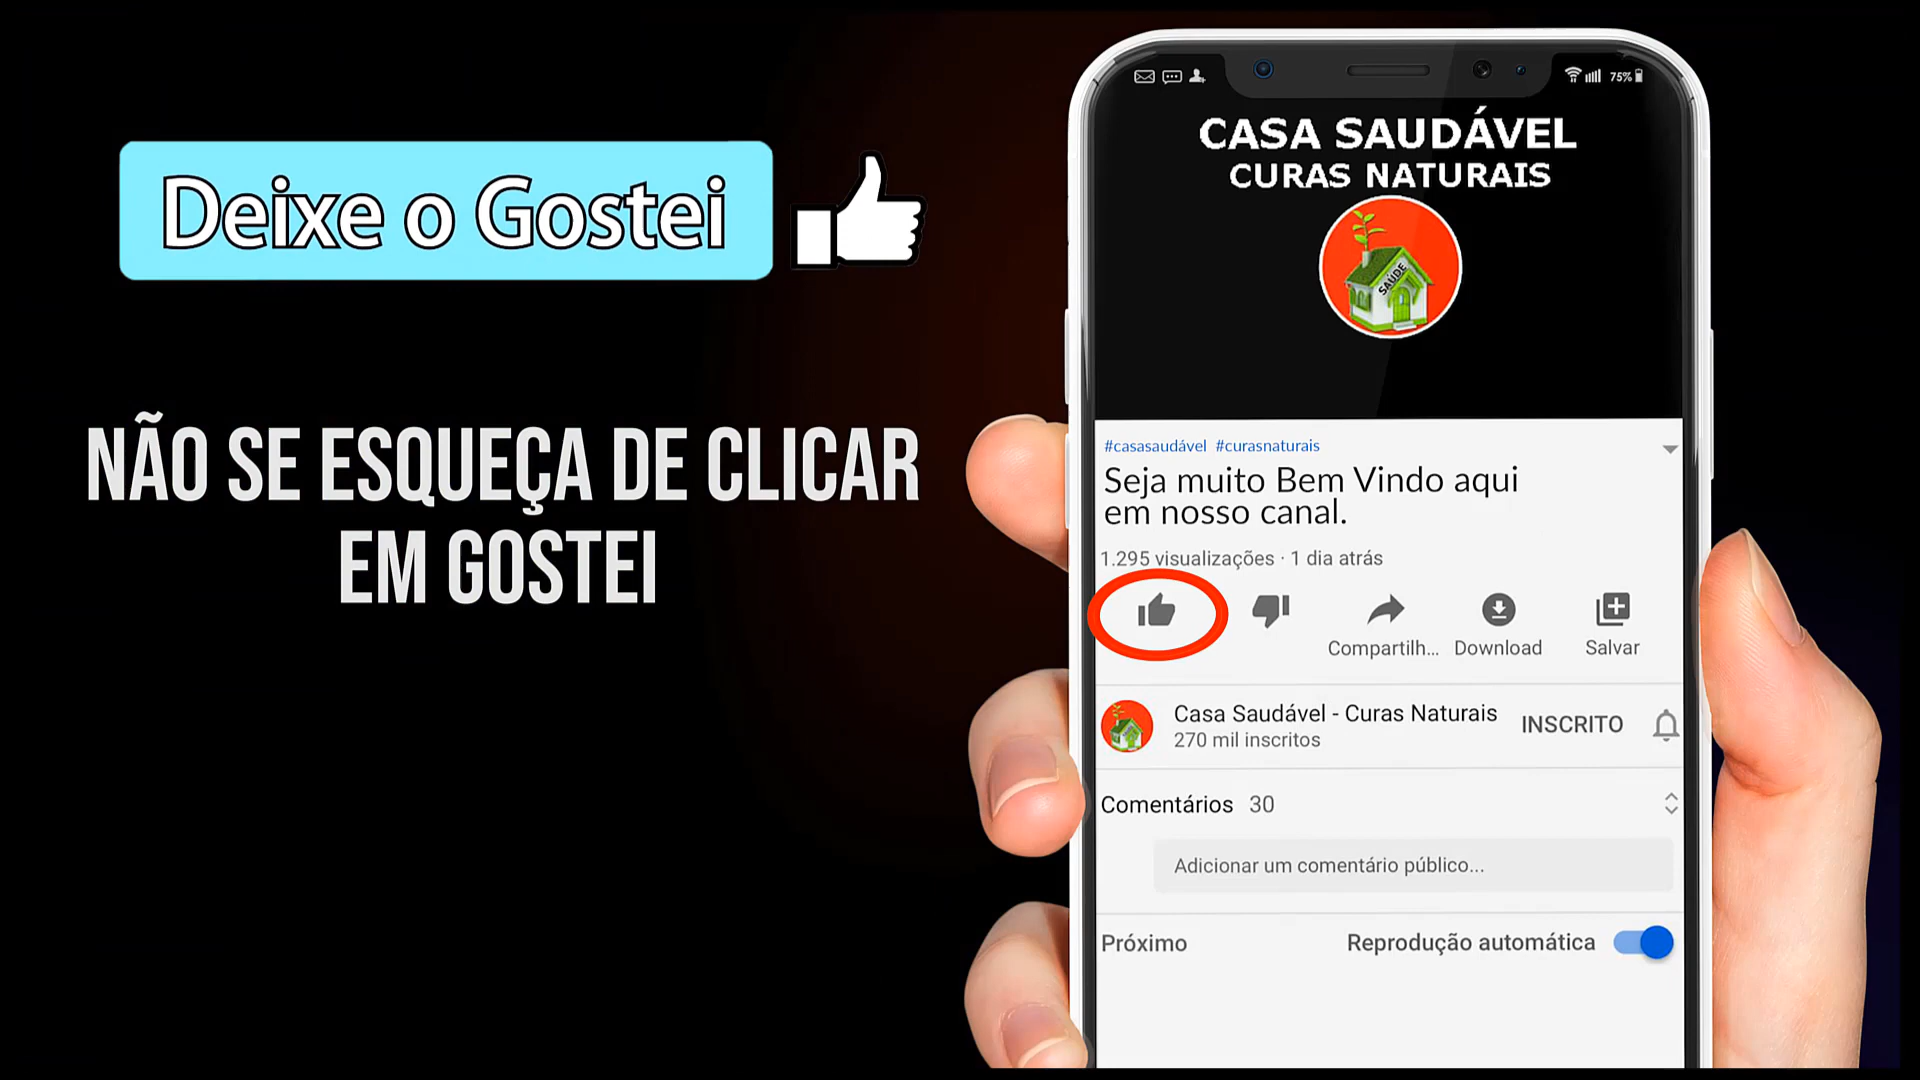 Deixe o Gostei
NÃO SE ESQUEÇA DE CLICAR
EM GOSTEI
75%
CASA SAUDÁVEL
CURAS NATURAIS
SAÚDE
#casasaudável #curasnaturais
Seja muito Bem Vindo aqui
em nosso canal.
1.295 visualizações · 1 dia atrás
Compartilh... Download Salvar
Casa Saudável - Curas Naturais
270 mil inscritos
INSCRITO
Comentários 30
Adicionar um comentário público...
Próximo Reprodução automática